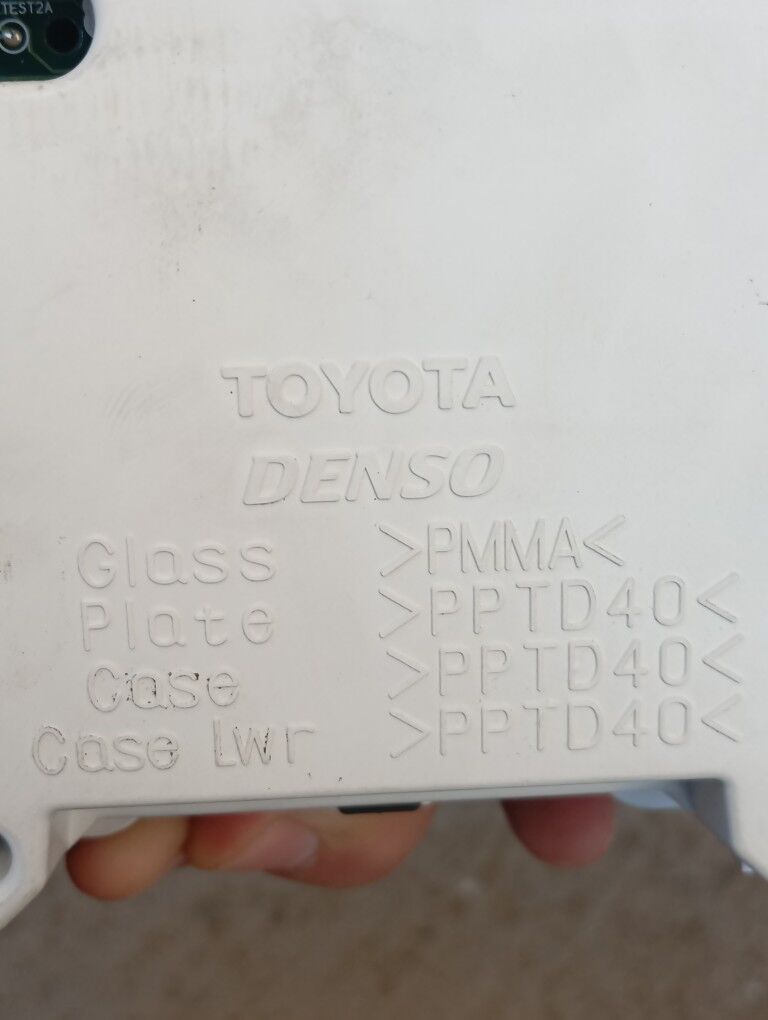 TEST2A
TOYOTA
DENSO
Glass >PMMA<
Plate >PPTD40<
Case >PPTD40<
Case Lwr >PPTD40<